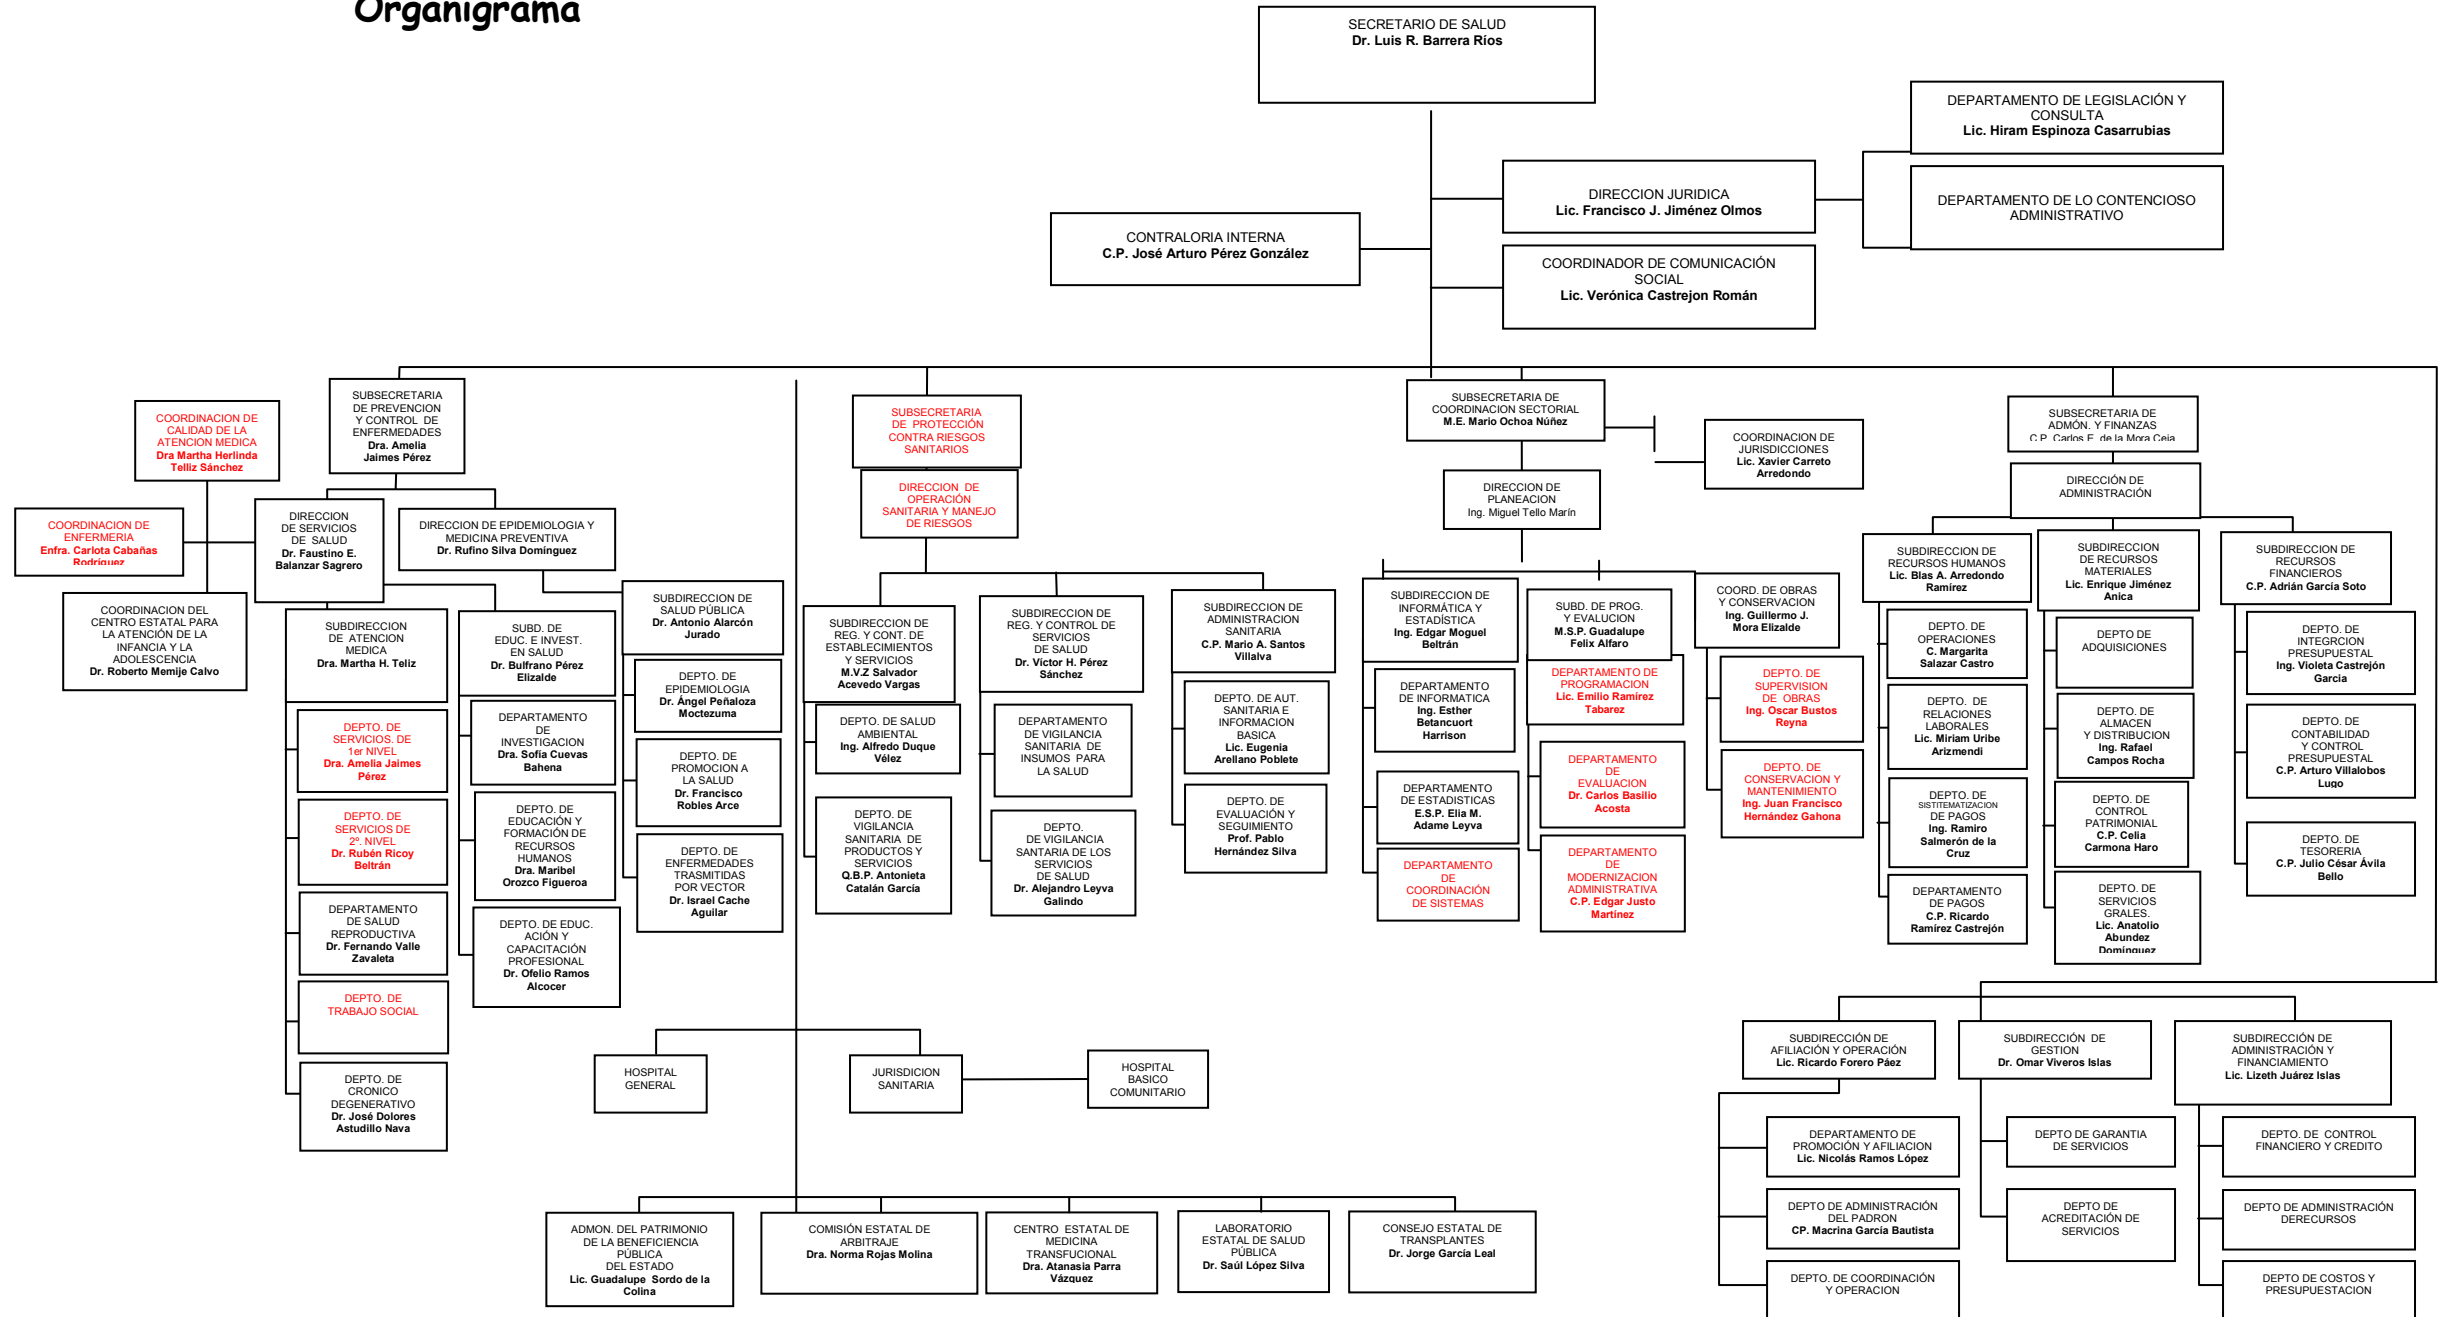 Organigrama
SECRETARIO DE SALUD
Dr. Luis R. Barrera Ríos
DEPARTAMENTO DE LEGISLACIÓN Y
CONSULTA
Lic. Hiram Espinoza Casarrubias
DIRECCION JURIDICA
Lic. Francisco J. Jiménez Olmos
DEPARTAMENTO DE LO CONTENCIOSO
ADMINISTRATIVO
CONTRALORIA INTERNA
C.P. José Arturo Pérez González
COORDINADOR DE COMUNICACIÓN
SOCIAL
Lic. Verónica Castrejon Román
SUBSECRETARIA
DE PREVENCION
Y CONTROL DE
ENFERMEDADES
Dra. Amelia
Jaimes Pérez
COORDINACION DE
CALIDAD DE LA
ATENCION MEDICA
Dra Martha Herlinda
Telliz Sánchez
COORDINACION DE
ENFERMERIA
Enfra. Carlota Cabañas
Rodríguez
DIRECCION
DE SERVICIOS
DE SALUD
Dr. Faustino E.
Balanzar Sagrero
DIRECCION DE EPIDEMIOLOGIA Y
MEDICINA PREVENTIVA
Dr. Rufino Silva Domínguez
COORDINACION DEL
CENTRO ESTATAL PARA
LA ATENCIÓN DE LA
INFANCIA Y LA
ADOLESCENCIA
Dr. Roberto Memije Calvo
SUBDIRECCION
DE ATENCION
MEDICA
Dra. Martha H. Teliz
DEPTO. DE
SERVICIOS. DE
1er NIVEL
Dra. Amelia Jaimes
Pérez
DEPTO. DE
SERVICIOS DE
2º. NIVEL
Dr. Rubén Ricoy
Beltrán
DEPARTAMENTO
DE SALUD
REPRODUCTIVA
Dr. Fernando Valle
Zavaleta
DEPTO. DE
TRABAJO SOCIAL
DEPTO. DE
CRONICO
DEGENERATIVO
Dr. José Dolores
Astudillo Nava
SUBD. DE
EDUC. E INVEST.
EN SALUD
Dr. Bulfrano Pérez
Elizalde
DEPARTAMENTO
DE
INVESTIGACION
Dra. Sofía Cuevas
Bahena
DEPTO. DE
EDUCACIÓN Y
FORMACIÓN DE
RECURSOS
HUMANOS
Dra. Maribel
Orozco Figueroa
DEPTO. DE EDUC.
ACIÓN Y
CAPACITACIÓN
PROFESIONAL
Dr. Ofelio Ramos
Alcocer
SUBDIRECCION DE
SALUD PÚBLICA
Dr. Antonio Alarcón
Jurado
DEPTO. DE
EPIDEMIOLOGIA
Dr. Ángel Peñaloza
Moctezuma
DEPTO. DE
PROMOCION A
LA SALUD
Dr. Francisco
Robles Arce
DEPTO. DE
ENFERMEDADES
TRASMITIDAS
POR VECTOR
Dr. Israel Cache
Aguilar
SUBSECRETARIA
DE PROTECCIÓN
CONTRA RIESGOS
SANITARIOS
DIRECCION DE
OPERACIÓN
SANITARIA Y MANEJO
DE RIESGOS
SUBDIRECCION DE
REG. Y CONT. DE
ESTABLECIMIENTOS
Y SERVICIOS
M.V.Z Salvador
Acevedo Vargas
DEPTO. DE SALUD
AMBIENTAL
Ing. Alfredo Duque
Vélez
DEPTO. DE
VIGILANCIA
SANITARIA DE
PRODUCTOS Y
SERVICIOS
Q.B.P. Antonieta
Catalán García
SUBDIRECCION DE
REG. Y CONTROL DE
SERVICIOS
DE SALUD
Dr. Víctor H. Pérez
Sánchez
DEPARTAMENTO
DE VIGILANCIA
SANITARIA DE
INSUMOS PARA
LA SALUD
DEPTO.
DE VIGILANCIA
SANTARIA DE LOS
SERVICIOS
DE SALUD
Dr. Alejandro Leyva
Galindo
SUBDIRECCION DE
ADMINISTRACION
SANITARIA
C.P. Mario A. Santos
Villalva
DEPTO. DE AUT.
SANITARIA E
INFORMACION
BASICA
Lic. Eugenia
Arellano Poblete
DEPTO. DE
EVALUACIÓN Y
SEGUIMIENTO
Prof. Pablo
Hernández Silva
SUBSECRETARIA DE
COORDINACION SECTORIAL
M.E. Mario Ochoa Núñez
COORDINACION DE
JURISDICCIONES
Lic. Xavier Carreto
Arredondo
DIRECCION DE
PLANEACION
Ing. Miguel Tello Marín
SUBDIRECCION DE
INFORMÁTICA Y
ESTADÍSTICA
Ing. Edgar Moguel
Beltrán
DEPARTAMENTO
DE INFORMATICA
Ing. Esther
Betancuort
Harrison
DEPARTAMENTO
DE ESTADISTICAS
E.S.P. Elia M.
Adame Leyva
DEPARTAMENTO
DE
COORDINACIÓN
DE SISTEMAS
SUBD. DE PROG.
Y EVALUCION
M.S.P. Guadalupe
Felix Alfaro
DEPARTAMENTO DE
PROGRAMACION
Lic. Emilio Ramírez
Tabarez
DEPARTAMENTO
DE
EVALUACION
Dr. Carlos Basilio
Acosta
DEPARTAMENTO
DE
MODERNIZACION
ADMINISTRATIVA
C.P. Edgar Justo
Martínez
COORD. DE OBRAS
Y CONSERVACION
Ing. Guillermo J.
Mora Elizalde
DEPTO. DE
SUPERVISION
DE OBRAS
Ing. Oscar Bustos
Reyna
DEPTO. DE
CONSERVACION Y
MANTENIMIENTO
Ing. Juan Francisco
Hernández Gahona
SUBSECRETARIA DE
ADMÓN. Y FINANZAS
C.P. Carlos F. de la Mora Ceja
DIRECCIÓN DE
ADMINISTRACIÓN
SUBDIRECCION DE
RECURSOS HUMANOS
Lic. Blas A. Arredondo
Ramírez
DEPTO. DE
OPERACIONES
C. Margarita
Salazar Castro
DEPTO. DE
RELACIONES
LABORALES
Lic. Miriam Uribe
Arizmendi
DEPTO. DE
SISTITEMATIZACION
DE PAGOS
Ing. Ramiro
Salmerón de la
Cruz
DEPARTAMENTO
DE PAGOS
C.P. Ricardo
Ramírez Castrejón
SUBDIRECCION
DE RECURSOS
MATERIALES
Lic. Enrique Jiménez
Anica
DEPTO DE
ADQUISICIONES
DEPTO. DE
ALMACEN
Y DISTRIBUCION
Ing. Rafael
Campos Rocha
DEPTO. DE
CONTROL
PATRIMONIAL
C.P. Celia
Carmona Haro
DEPTO. DE
SERVICIOS
GRALES.
Lic. Anatolio
Abundez
Domínguez
SUBDIRECCION DE
RECURSOS
FINANCIEROS
C.P. Adrián García Soto
DEPTO. DE
INTEGRCION
PRESUPUESTAL
Ing. Violeta Castrejón
Garcia
DEPTO. DE
CONTABILIDAD
Y CONTROL
PRESUPUESTAL
C.P. Arturo Villalobos
Lugo
DEPTO. DE
TESORERIA
C.P. Julio César Ávila
Bello
HOSPITAL
GENERAL
JURISDICION
SANITARIA
HOSPITAL
BASICO
COMUNITARIO
ADMON. DEL PATRIMONIO
DE LA BENEFICIENCIA
PÚBLICA
DEL ESTADO
Lic. Guadalupe Sordo de la
Colina
COMISIÓN ESTATAL DE
ARBITRAJE
Dra. Norma Rojas Molina
CENTRO ESTATAL DE
MEDICINA
TRANSFUCIONAL
Dra. Atanasia Parra
Vázquez
LABORATORIO
ESTATAL DE SALUD
PÚBLICA
Dr. Saúl López Silva
CONSEJO ESTATAL DE
TRANSPLANTES
Dr. Jorge García Leal
SUBDIRECCIÓN DE
AFILIACIÓN Y OPERACIÓN
Lic. Ricardo Forero Páez
DEPARTAMENTO DE
PROMOCIÓN Y AFILIACION
Lic. Nicolás Ramos López
DEPTO DE ADMINISTRACIÓN
DEL PADRON
CP. Macrina García Bautista
DEPTO. DE COORDINACIÓN
Y OPERACION
SUBDIRECCIÓN DE
GESTION
Dr. Omar Viveros Islas
DEPTO DE GARANTIA
DE SERVICIOS
DEPTO DE
ACREDITACIÓN DE
SERVICIOS
SUBDIRECCIÓN DE
ADMINISTRACIÓN Y
FINANCIAMIENTO
Lic. Lizeth Juárez Islas
DEPTO. DE CONTROL
FINANCIERO Y CREDITO
DEPTO DE ADMINISTRACIÓN
DERECURSOS
DEPTO DE COSTOS Y
PRESUPUESTACION